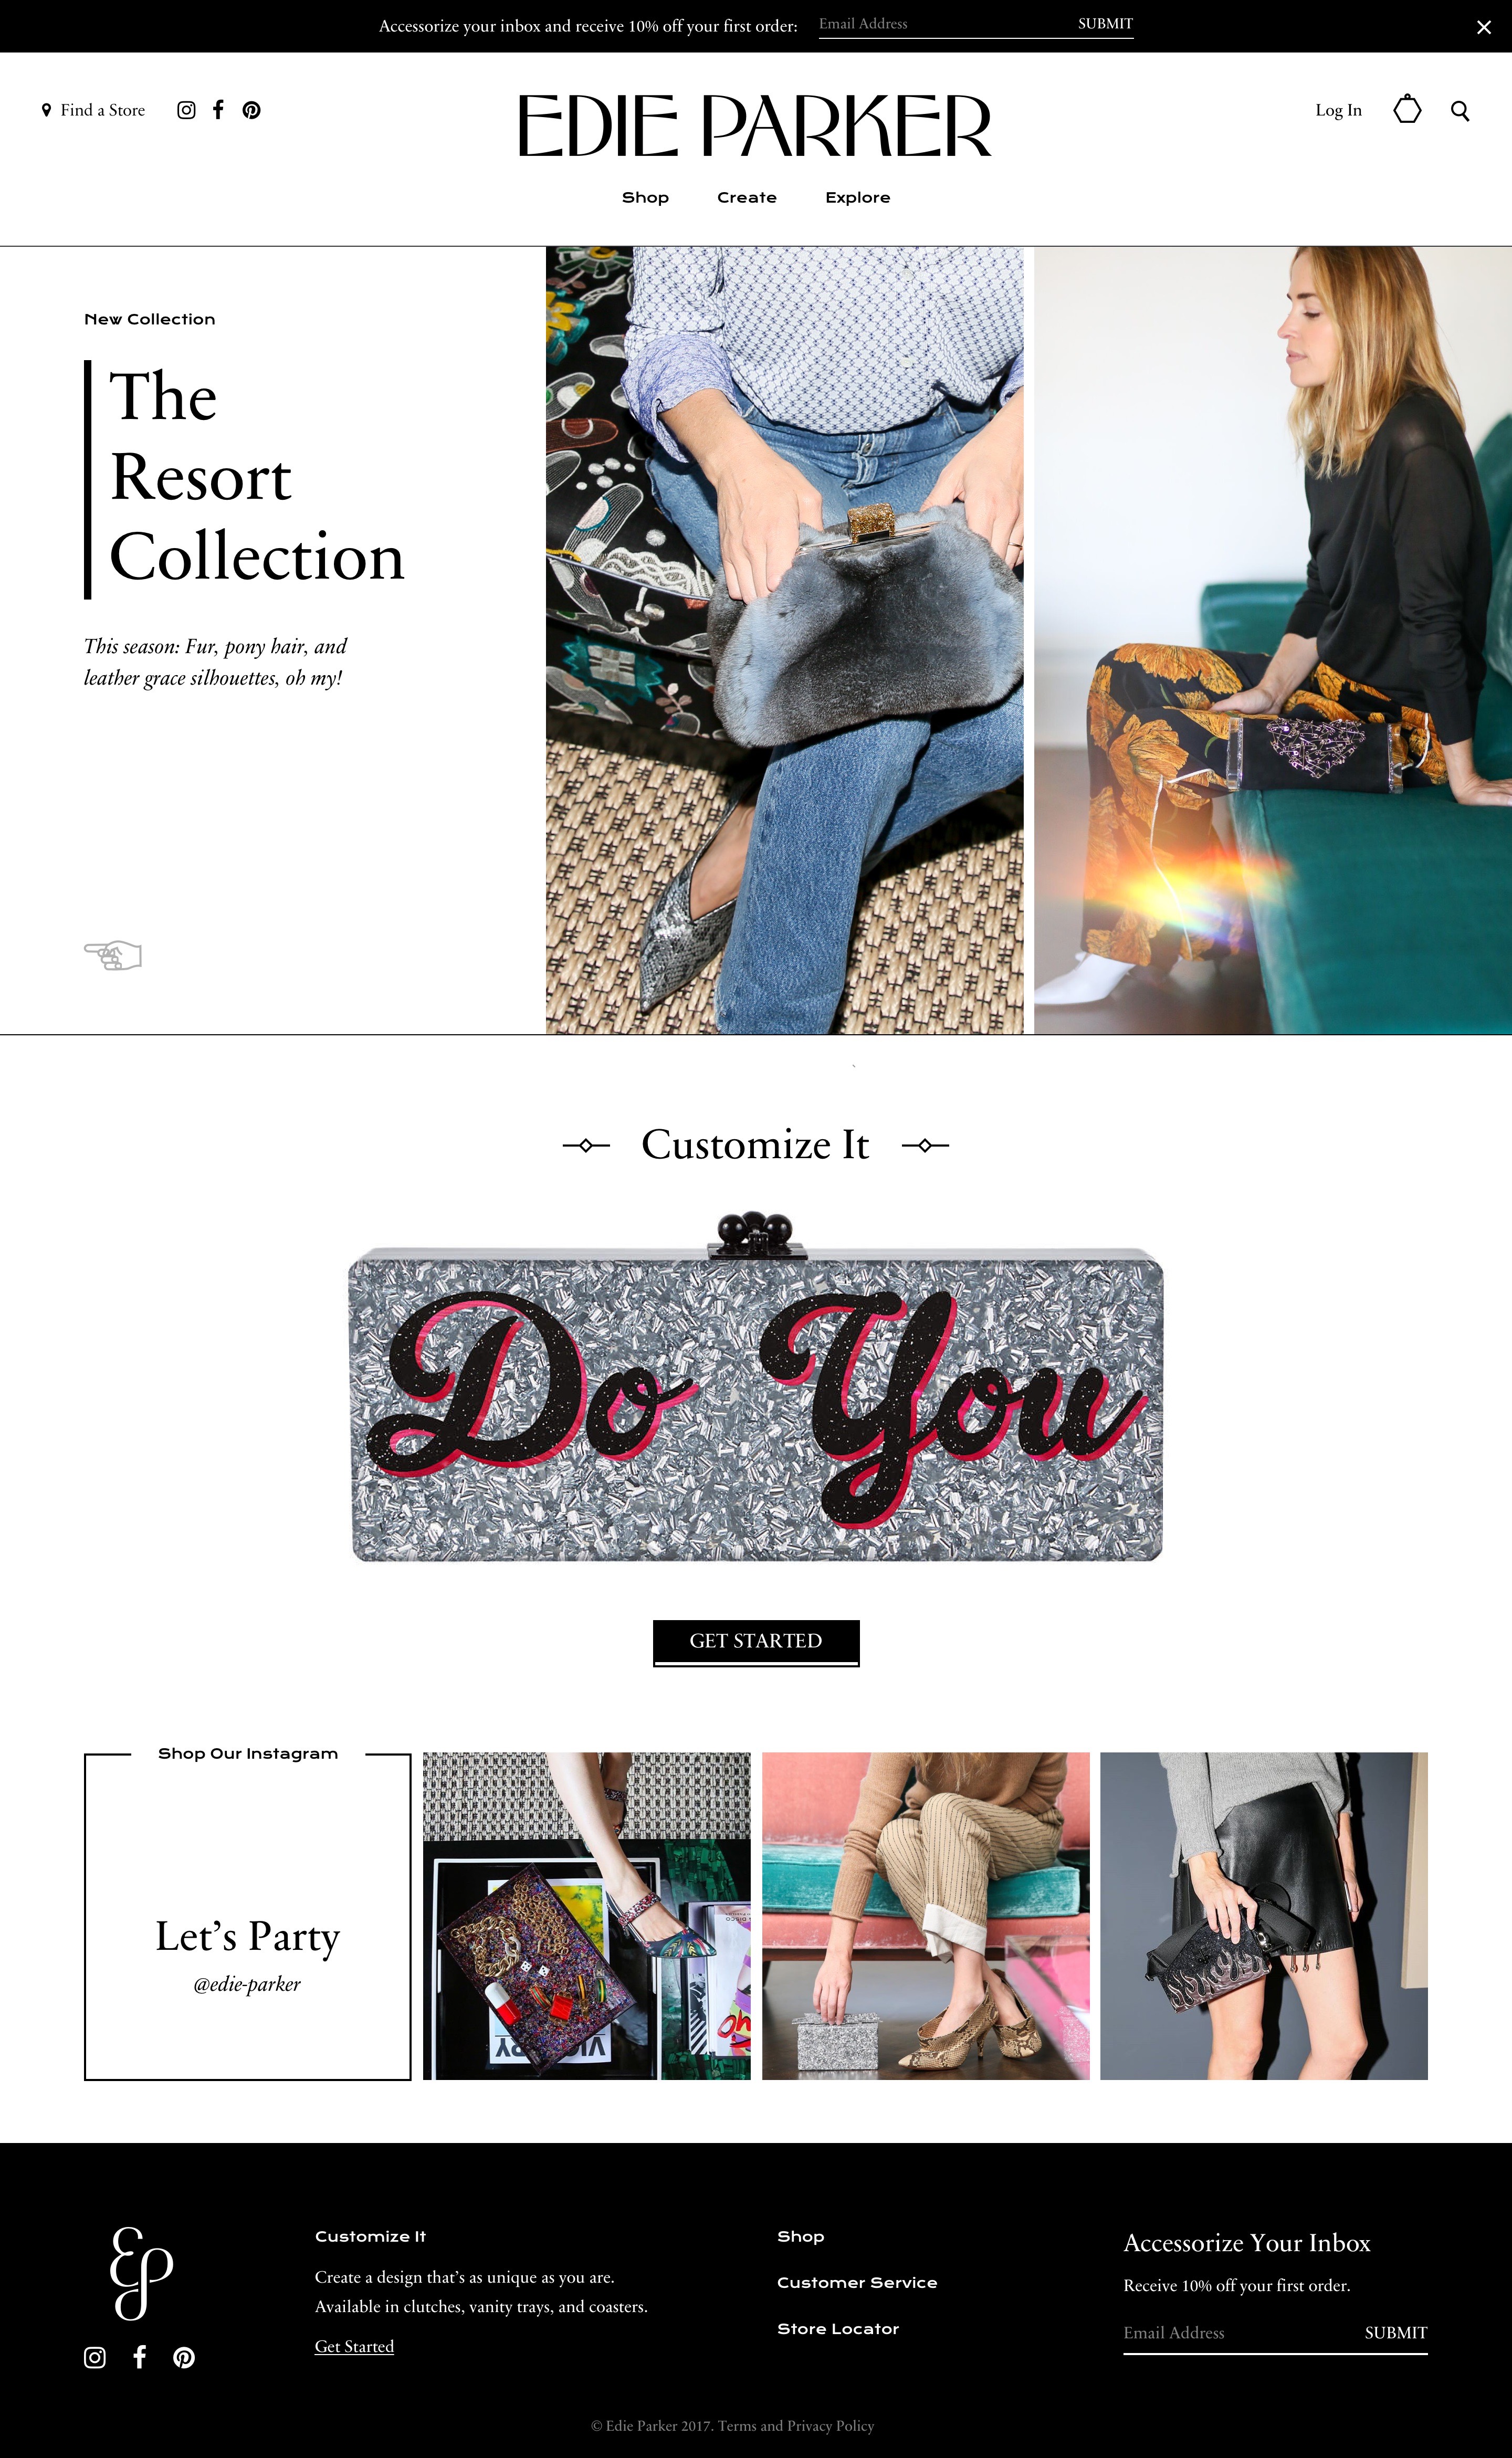 Accessorize your inbox and receive 10% off your first order:
Email Address
SUBMIT
Find a Store
EDIE PARKER
Log In
Shop
Create
Explore
New Collection
The
Resort
Collection
This season: Fur, pony hair, and
leather grace silhouettes, oh my!
Customize It
Do You
GET STARTED
Shop Our Instagram
Let's Party
@edie-parker
Customize It
Create a design that's as unique as you are.
Available in clutches, vanity trays, and coasters.
Get Started
Shop
Customer Service
Store Locator
Accessorize Your Inbox
Receive 10% off your first order.
Email Address
SUBMIT
© Edie Parker 2017. Terms and Privacy Policy